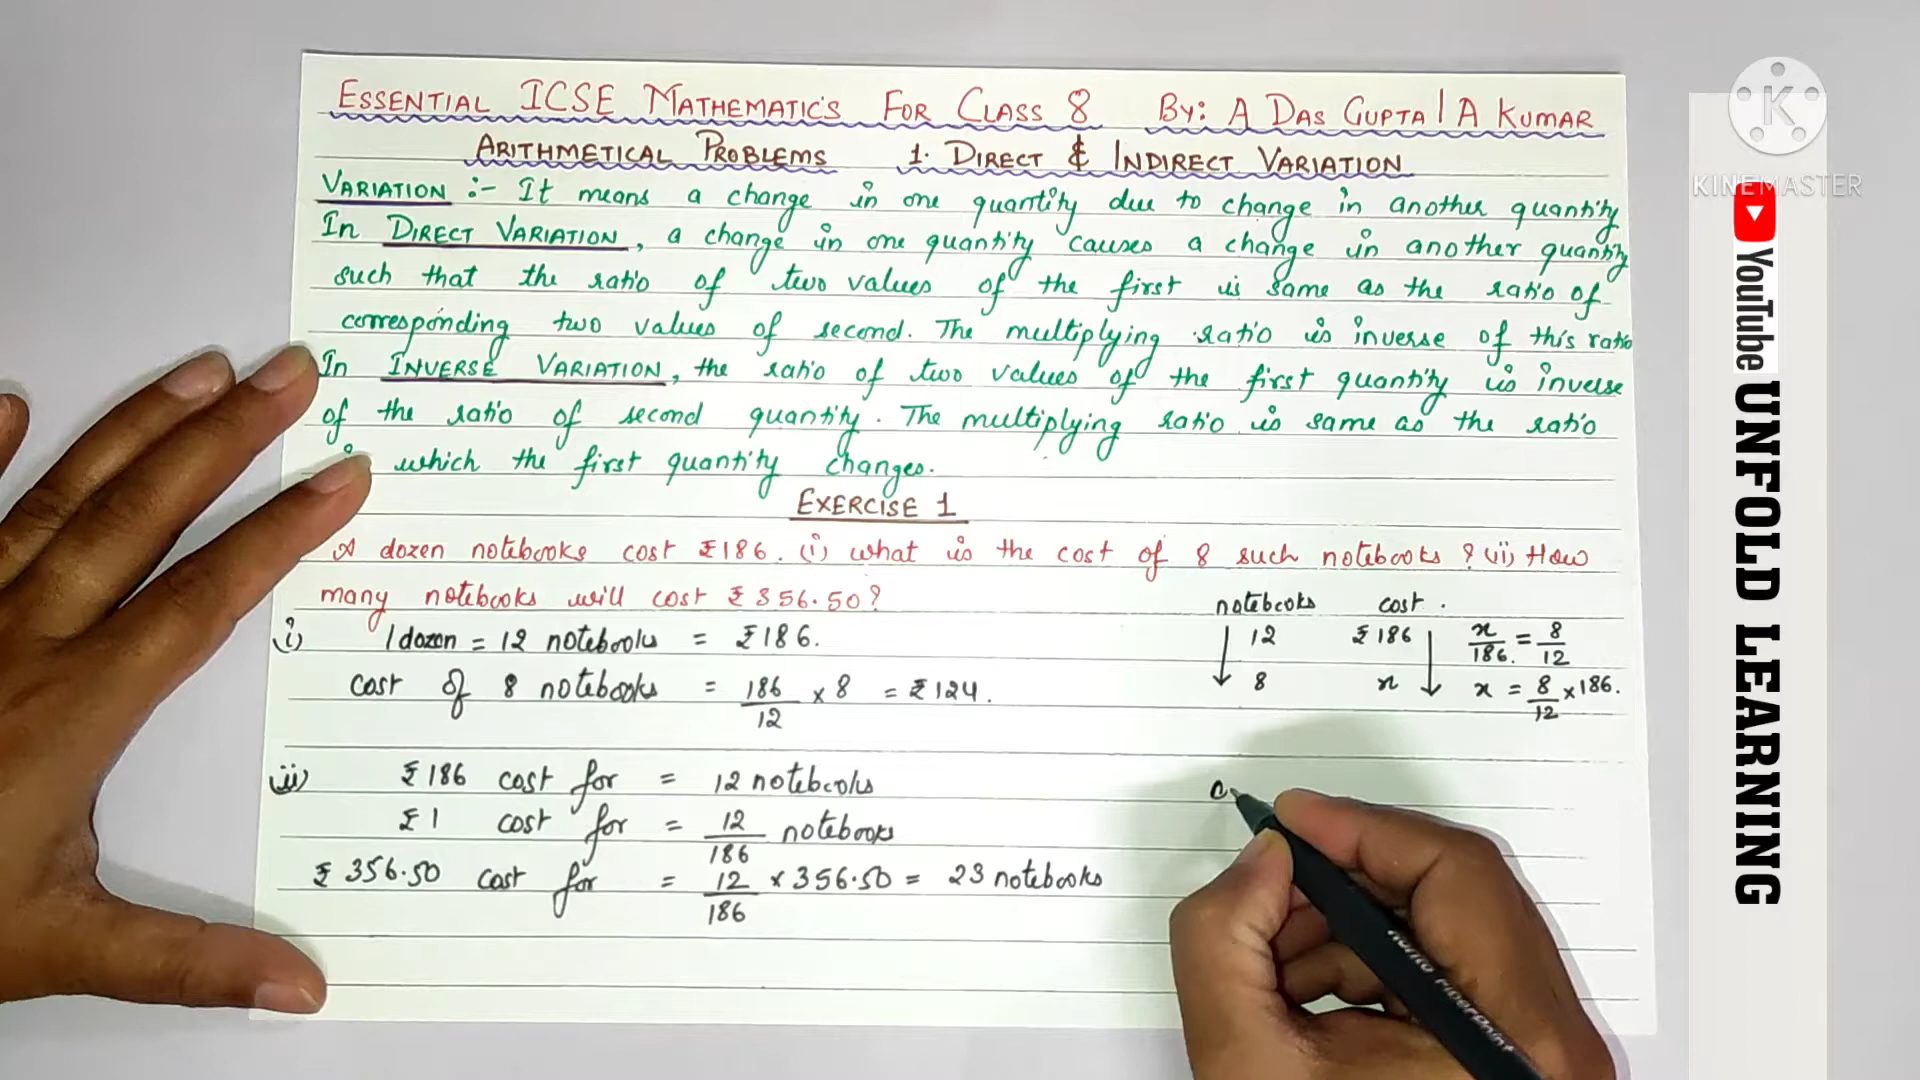 ESSENTIAL ICSE MATHEMATICS FOR CLASS 8 BY: A DAS GUPTA | A KUMAR
ARITHMETICAL PROBLEMS 1. DIRECT & INDIRECT VARIATION
VARIATION :- It means a change in one quantity due to change in another quantity
In DIRECT VARIATION, a change in one quantity causes a change in another quantity
such that the ratio of two values of the first is same as the ratio of
corresponding two values of second. The multiplying ratio is inverse of this ratio
In INVERSE VARIATION, the ratio of two values of the first quantity is inverse
of the ratio of second quantity. The multiplying ratio is same as the ratio
which the first quantity changes.
EXERCISE 1
A dozen notebooks cost ₹186. (i) what is the cost of 8 such notebooks? (ii) How
many notebooks will cost ₹356.50?
(i) 1 dozen = 12 notebooks = ₹186.
cost of 8 notebooks = 186/12 × 8 = ₹124.
notebooks cost.
12 ₹186 x/186. = 8/12
8 x x = 8/12 × 186.
(ii) ₹186 cost for = 12 notebooks
₹1 cost for = 12/186 notebooks
₹356.50 cost for = 12/186 × 356.50 = 23 notebooks
KINEMASTER
YouTube UNFOLD LEARNING